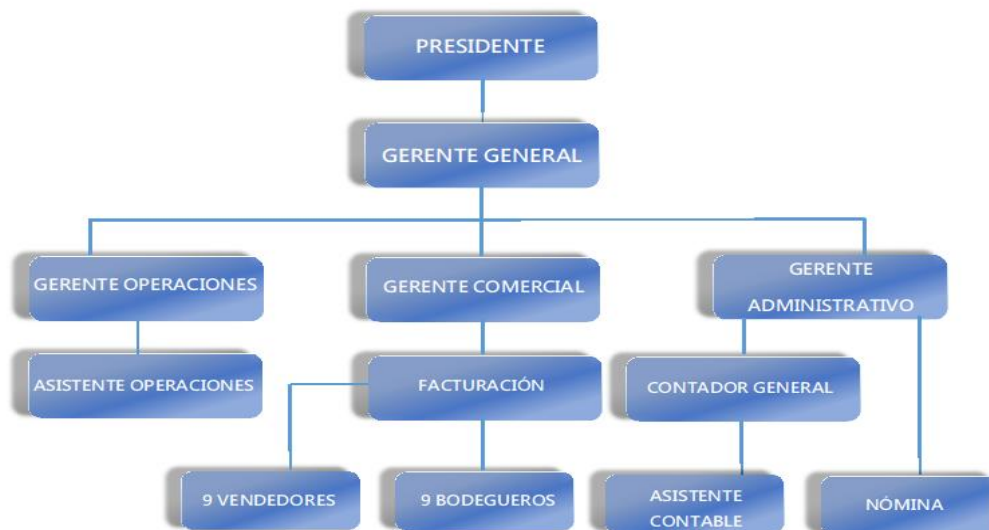 PRESIDENTE
GERENTE GENERAL
GERENTE OPERACIONES
GERENTE COMERCIAL
GERENTE
ADMINISTRATIVO
ASISTENTE OPERACIONES
FACTURACIÓN
CONTADOR GENERAL
9 VENDEDORES
9 BODEGUEROS
ASISTENTE
CONTABLE
NÓMINA